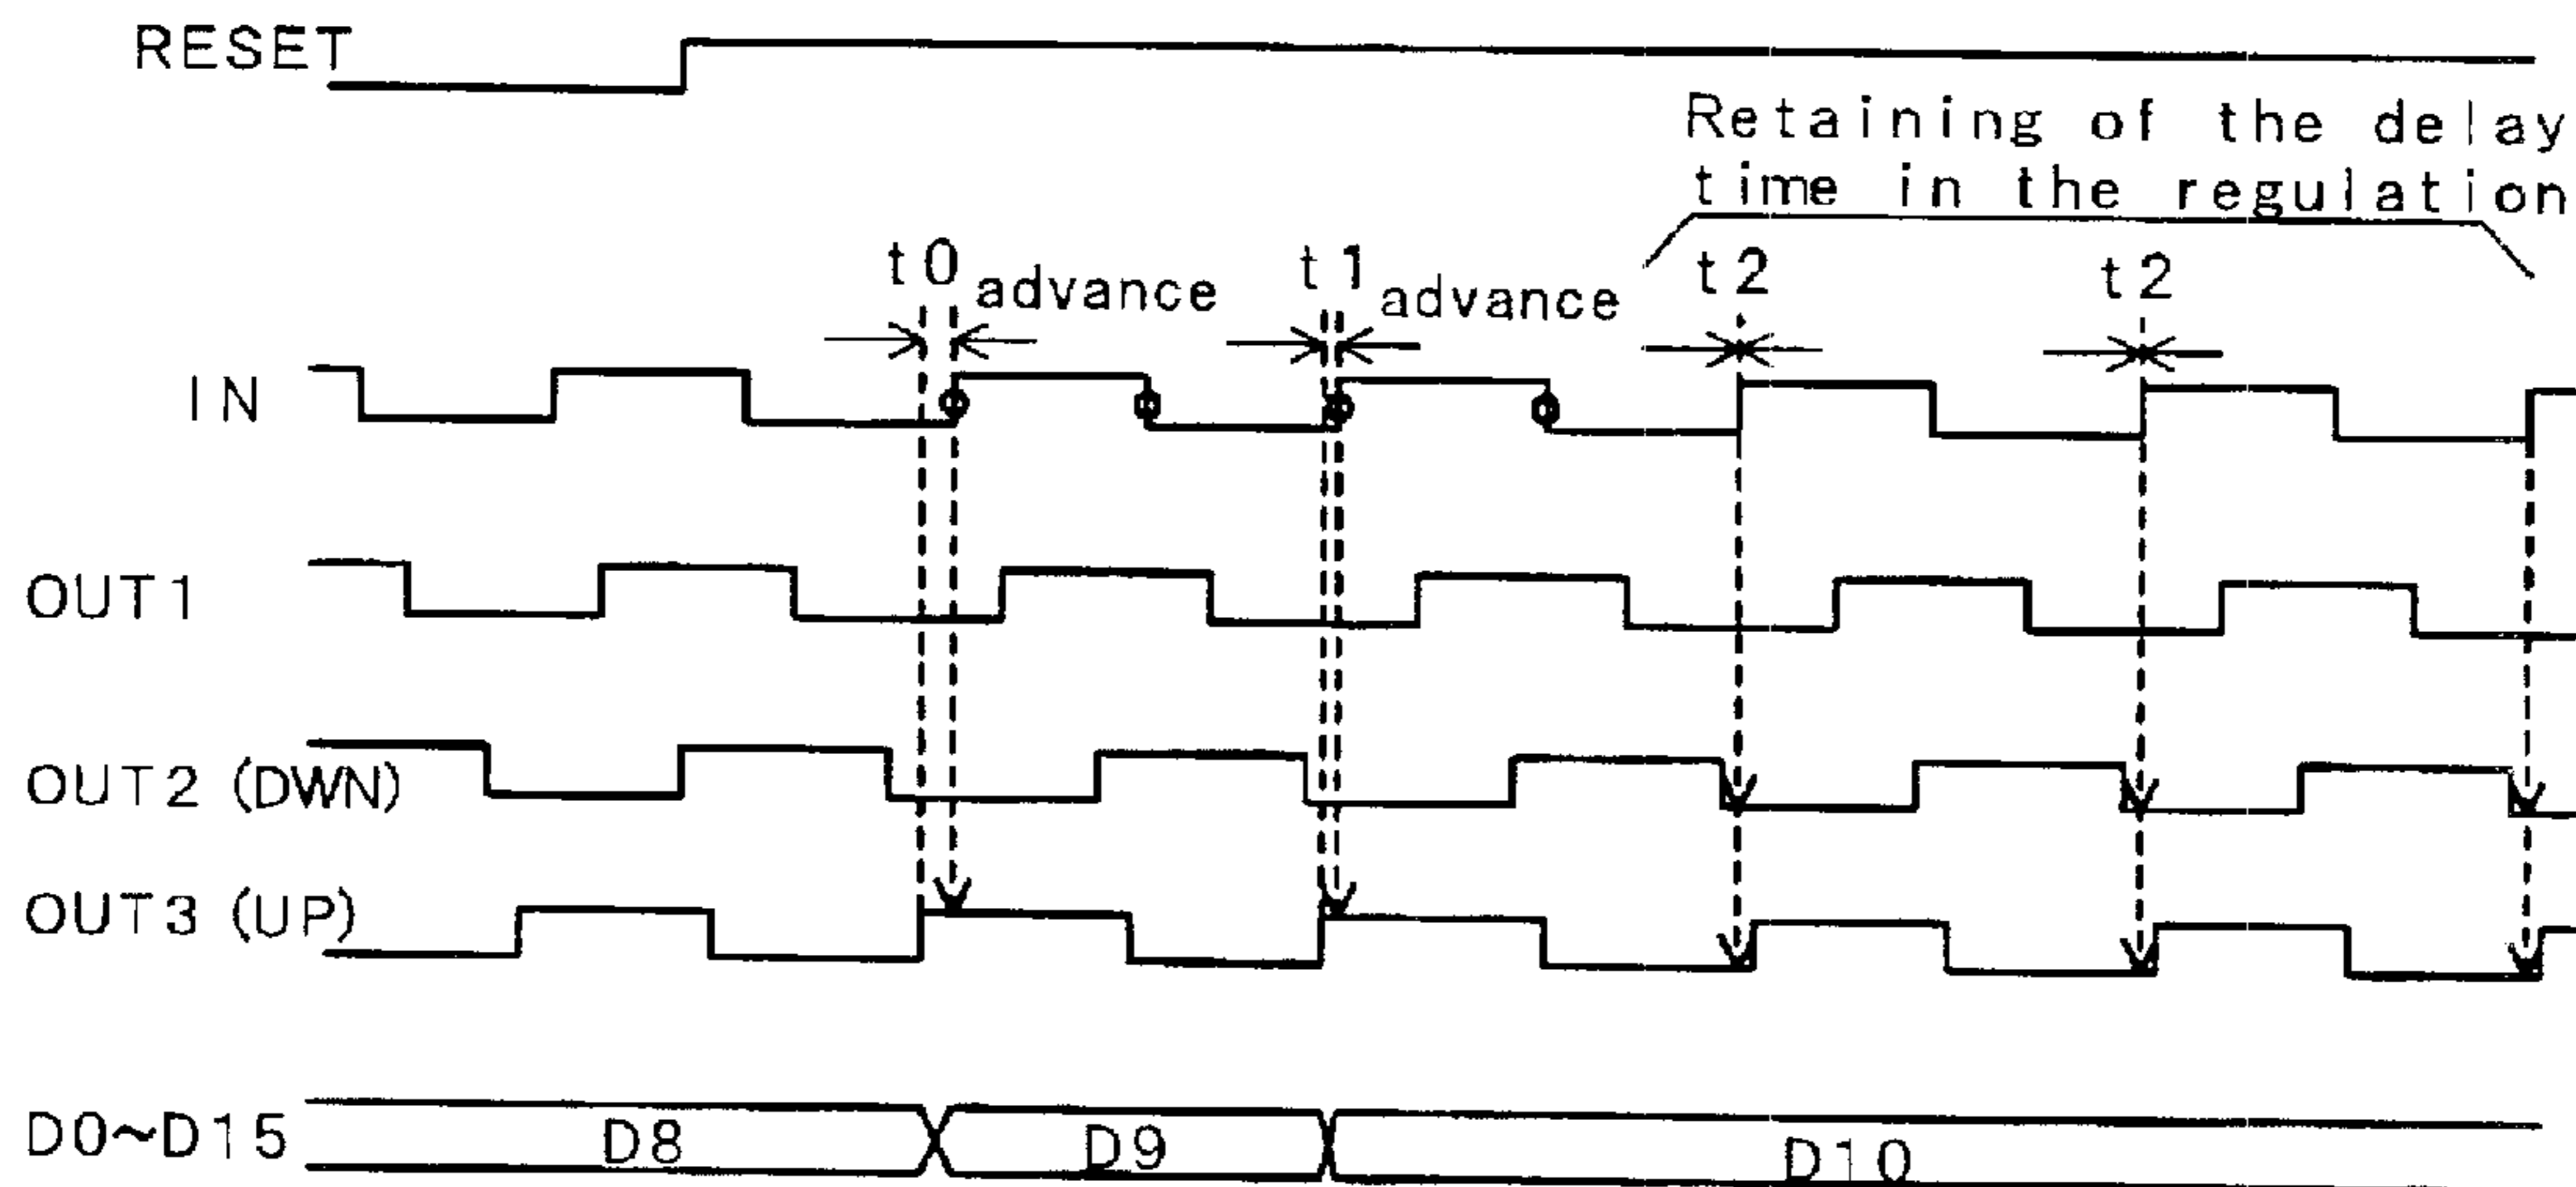 RESET
Retaining of the delay
time in the regulation
t0 advance t1 advance t2 t2
IN
OUT1
OUT2 (DWN)
OUT3 (UP)
D0~D15 D8 D9 D10